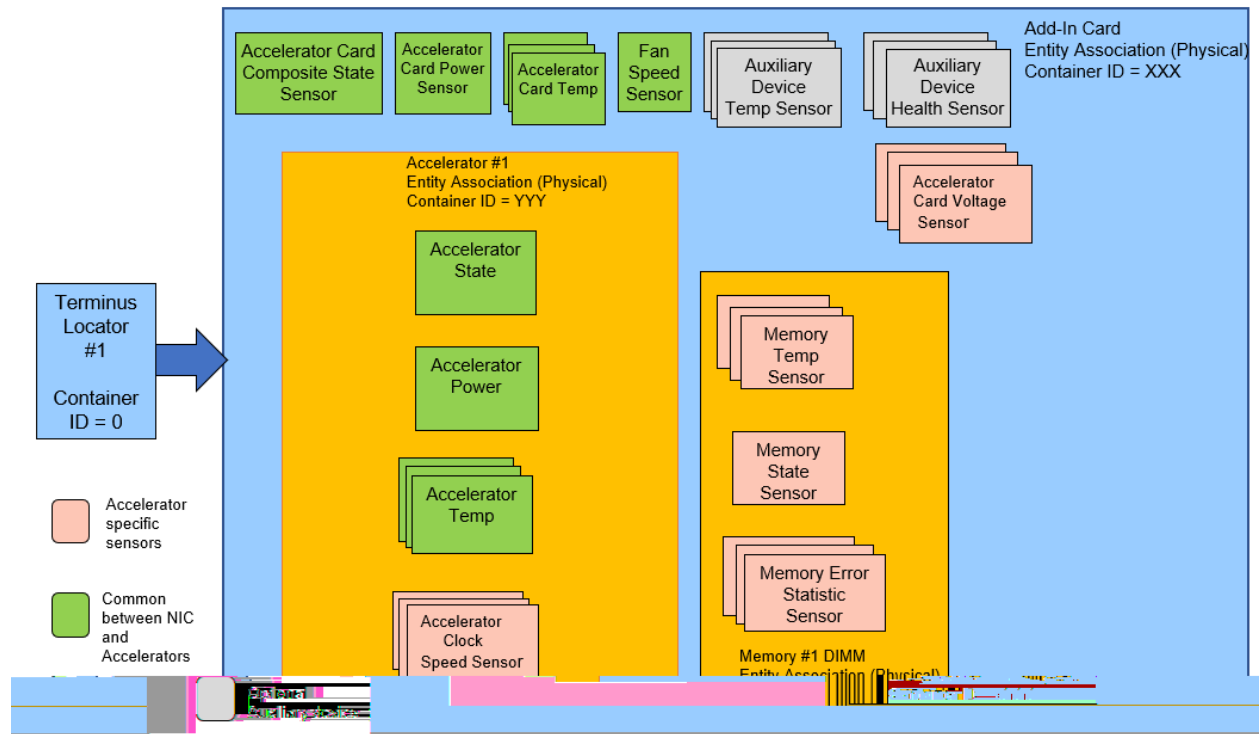 Accelerator Card
Composite State
Sensor
Accelerator
Card Power
Sensor
Accelerator
Card Temp
Fan
Speed
Sensor
Auxiliary
Device
Temp Sensor
Auxiliary
Device
Health Sensor
Add-In Card
Entity Association (Physical)
Container ID = XXX
Accelerator
Card Voltage
Sensor
Accelerator #1
Entity Association (Physical)
Container ID = YYY
Accelerator
State
Accelerator
Power
Accelerator
Temp
Accelerator
Clock
Speed Sensor
Memory
Temp
Sensor
Memory
State
Sensor
Memory Error
Statistic
Sensor
Memory #1 DIMM
Entity Association (Physical)
Terminus
Locator
#1
Container
ID = 0
Accelerator
specific
sensors
Common
between NIC
and
Accelerators